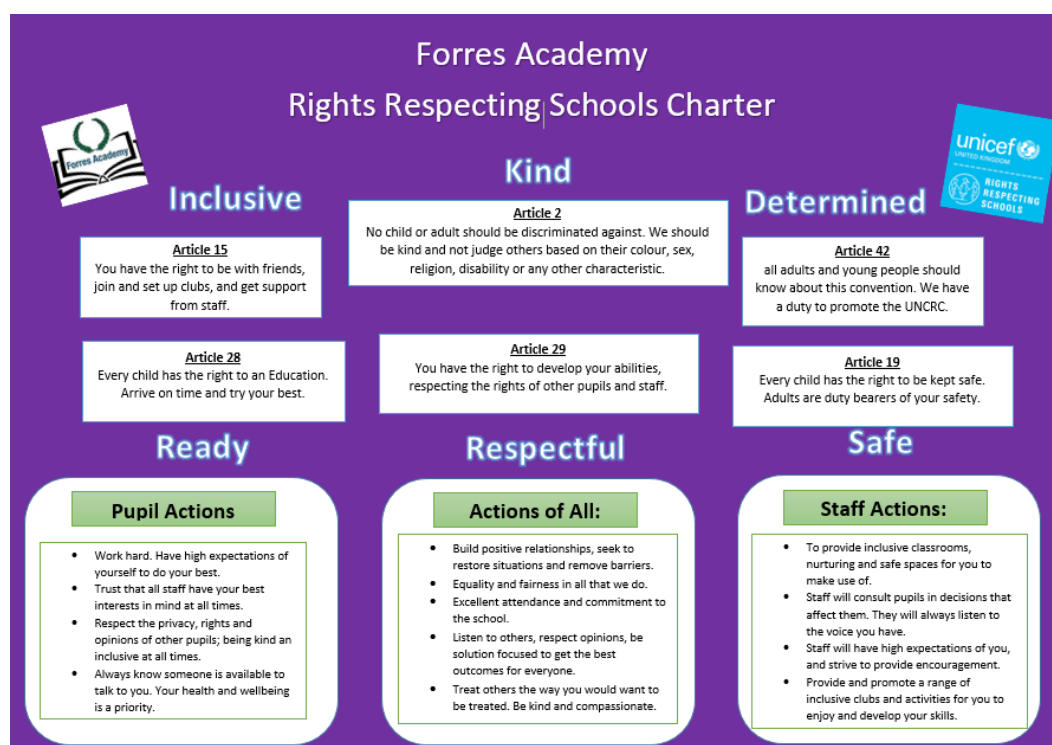 Forres Academy
Rights Respecting Schools Charter
Forres Academy
unicef
UNITED KINGDOM
RIGHTS
RESPECTING
SCHOOLS
Inclusive
Kind
Determined
Article 15
You have the right to be with friends,
join and set up clubs, and get support
from staff.
Article 2
No child or adult should be discriminated against. We should
be kind and not judge others based on their colour, sex,
religion, disability or any other characteristic.
Article 42
all adults and young people should
know about this convention. We have
a duty to promote the UNCRC.
Article 28
Every child has the right to an Education.
Arrive on time and try your best.
Article 29
You have the right to develop your abilities,
respecting the rights of other pupils and staff.
Article 19
Every child has the right to be kept safe.
Adults are duty bearers of your safety.
Ready
Respectful
Safe
Pupil Actions
• Work hard. Have high expectations of
yourself to do your best.
• Trust that all staff have your best
interests in mind at all times.
• Respect the privacy, rights and
opinions of other pupils; being kind an
inclusive at all times.
• Always know someone is available to
talk to you. Your health and wellbeing
is a priority.
Actions of All:
• Build positive relationships, seek to
restore situations and remove barriers.
• Equality and fairness in all that we do.
• Excellent attendance and commitment to
the school.
• Listen to others, respect opinions, be
solution focused to get the best
outcomes for everyone.
• Treat others the way you would want to
be treated. Be kind and compassionate.
Staff Actions:
• To provide inclusive classrooms,
nurturing and safe spaces for you to
make use of.
• Staff will consult pupils in decisions that
affect them. They will always listen to
the voice you have.
• Staff will have high expectations of you,
and strive to provide encouragement.
• Provide and promote a range of
inclusive clubs and activities for you to
enjoy and develop your skills.